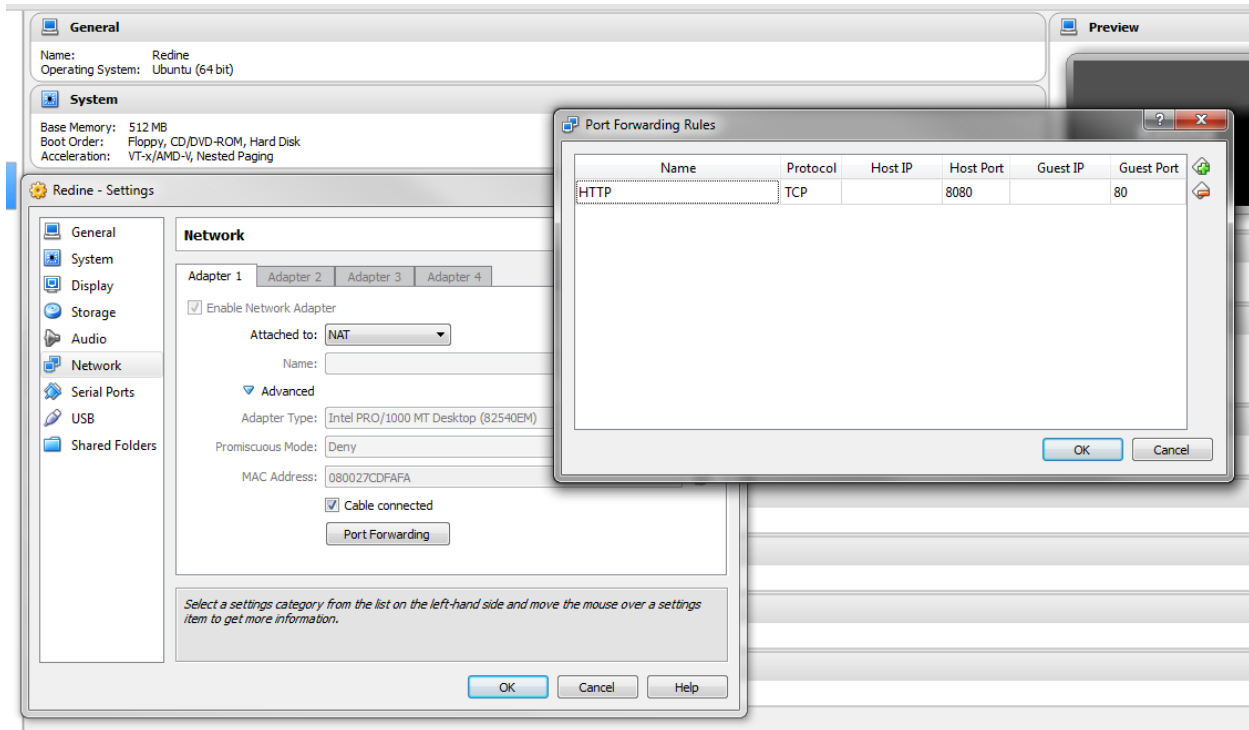 General
Name: Redine
Operating System: Ubuntu (64 bit)
System
Base Memory: 512 MB
Boot Order: Floppy, CD/DVD-ROM, Hard Disk
Acceleration: VT-x/AMD-V, Nested Paging
Preview
Redine - Settings
General
System
Display
Storage
Audio
Network
Serial Ports
USB
Shared Folders
Network
Adapter 1 Adapter 2 Adapter 3 Adapter 4
Enable Network Adapter
Attached to: NAT
Name:
Advanced
Adapter Type: Intel PRO/1000 MT Desktop (82540EM)
Promiscuous Mode: Deny
MAC Address: 080027CDFAFA
Cable connected
Port Forwarding
Select a settings category from the list on the left-hand side and move the mouse over a settings
item to get more information.
OK Cancel Help
Port Forwarding Rules
? X
Name Protocol Host IP Host Port Guest IP Guest Port
HTTP TCP 8080 80
OK Cancel